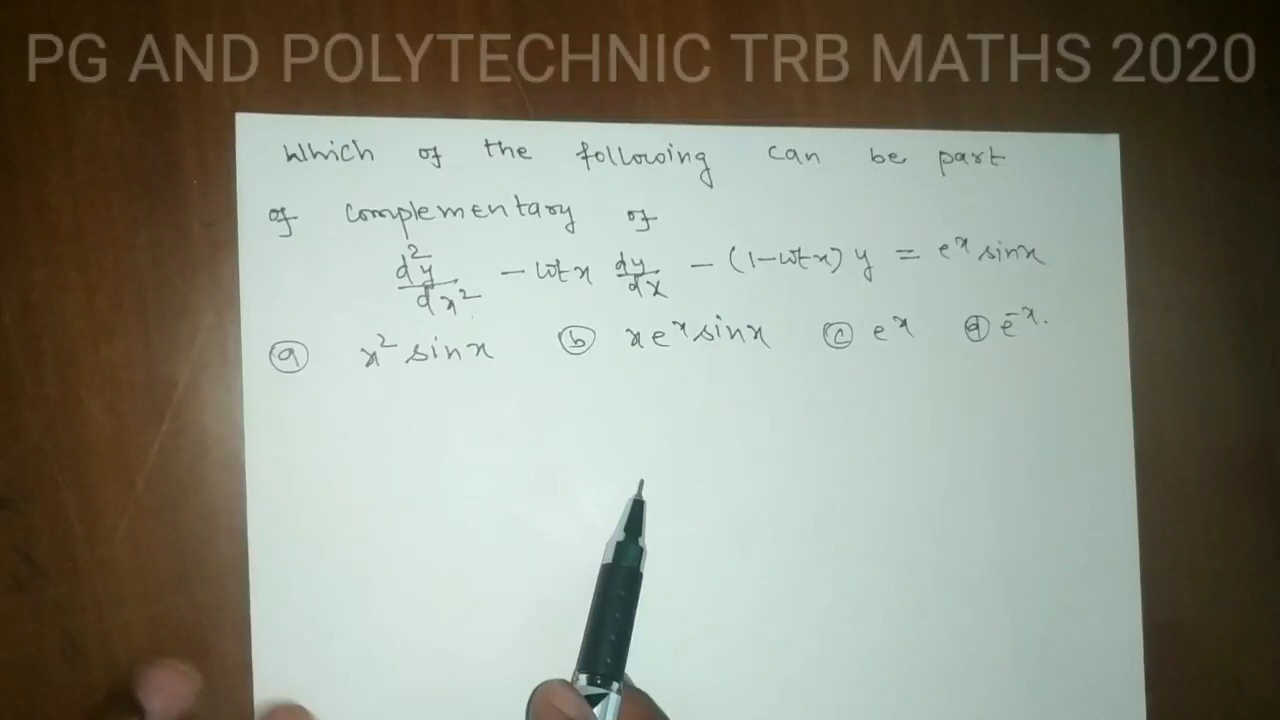 PG AND POLYTECHNIC TRB MATHS 2020
Which of the following can be part
of complementary of
d²y/dx² - cot x dy/dx - (1-cot x) y = eˣ sin x
ⓐ x² sin x ⓑ x eˣ sin x ⓒ eˣ ⓓ e⁻ˣ.